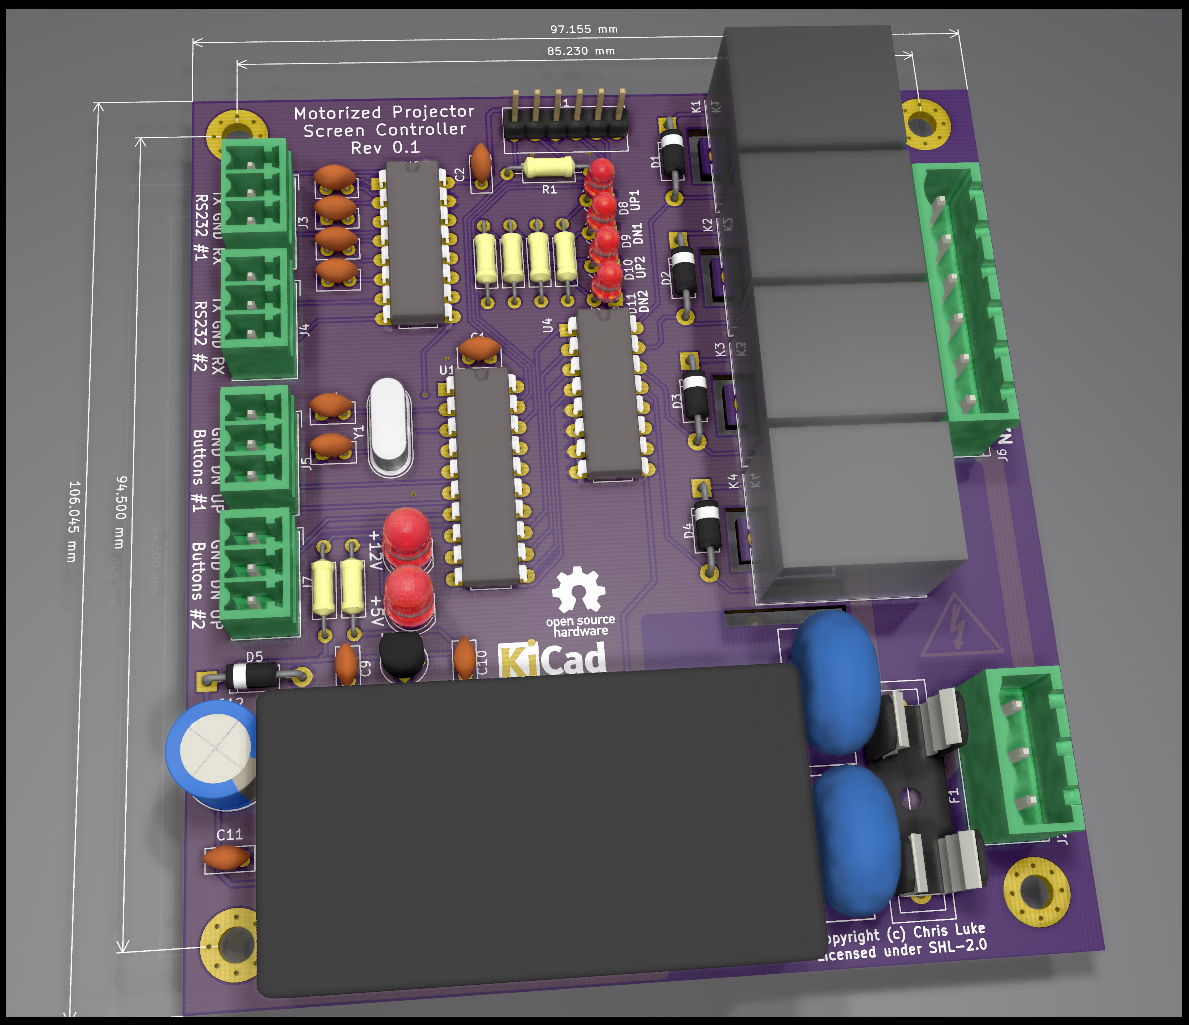 97.155 mm
85.230 mm
106.045 mm
94.500 mm
Motorized Projector
Screen Controller
Rev 0.1
J1
C2
R1
K1
D1
D8
UP1
D9
DN1
D10
UP2
D11
DN2
K2
D2
K3
D3
K4
D4
RS232 #1
TX GND RX
J3
RS232 #2
TX GND RX
J4
U4
U1
Y1
Buttons #1
GND DN UP
J5
Buttons #2
GND DN UP
J7
+12V
+5V
J6
open source
hardware
KiCad
D5
C9
C10
C11
F1
Copyright (c) Chris Luke
Licensed under SHL-2.0